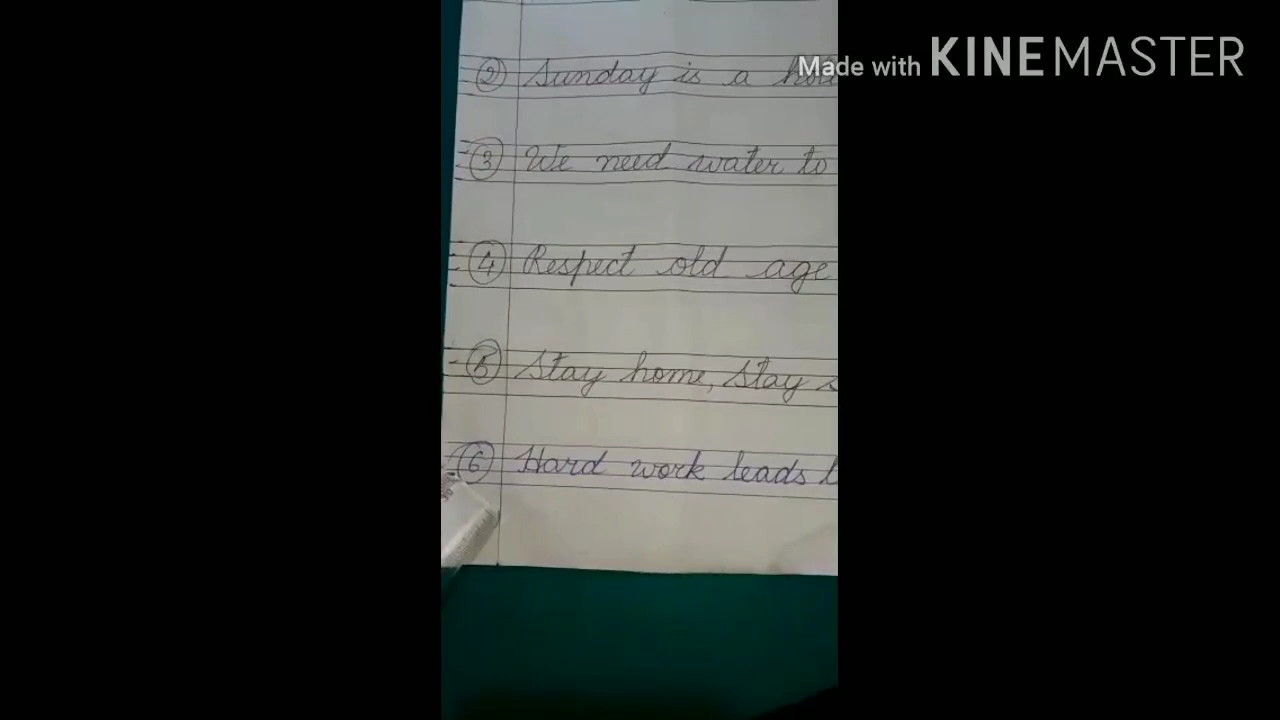 Made with KINEMASTER
② Sunday is a
③ We need water to
④ Respect old age
⑤ Stay home, Stay
⑥ Hard work leads